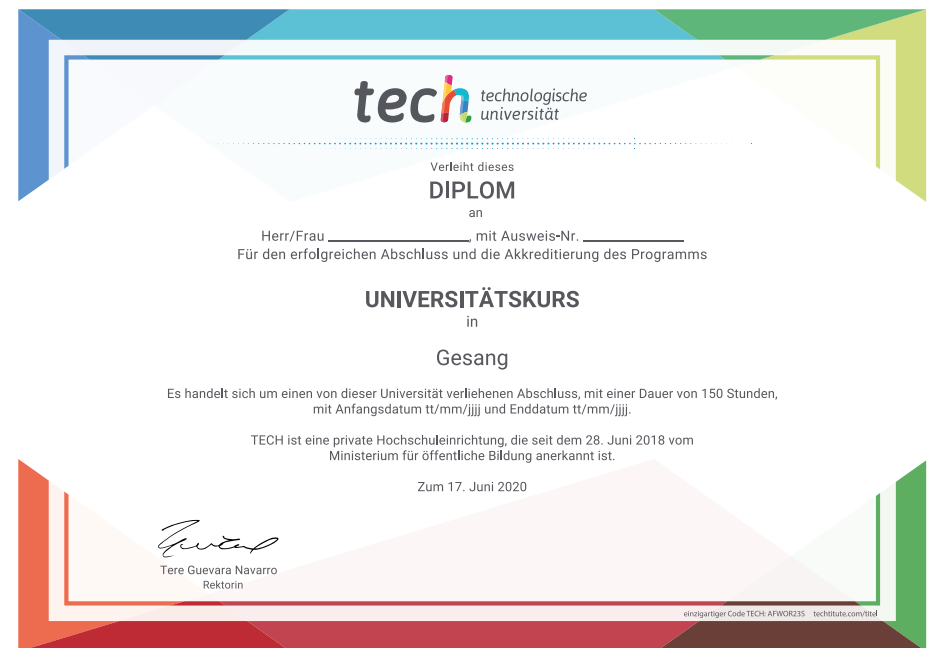 tech technologische
universität
Verleiht dieses
DIPLOM
an
Herr/Frau ____________, mit Ausweis-Nr. ____________
Für den erfolgreichen Abschluss und die Akkreditierung des Programms
UNIVERSITÄTSKURS
in
Gesang
Es handelt sich um einen von dieser Universität verliehenen Abschluss, mit einer Dauer von 150 Stunden,
mit Anfangsdatum tt/mm/jjjj und Enddatum tt/mm/jjjj.
TECH ist eine private Hochschuleinrichtung, die seit dem 28. Juni 2018 vom
Ministerium für öffentliche Bildung anerkannt ist.
Zum 17. Juni 2020
Tere Guevara Navarro
Rektorin
einzigartiger Code TECH: AFWOR23S techtitute.com/titel